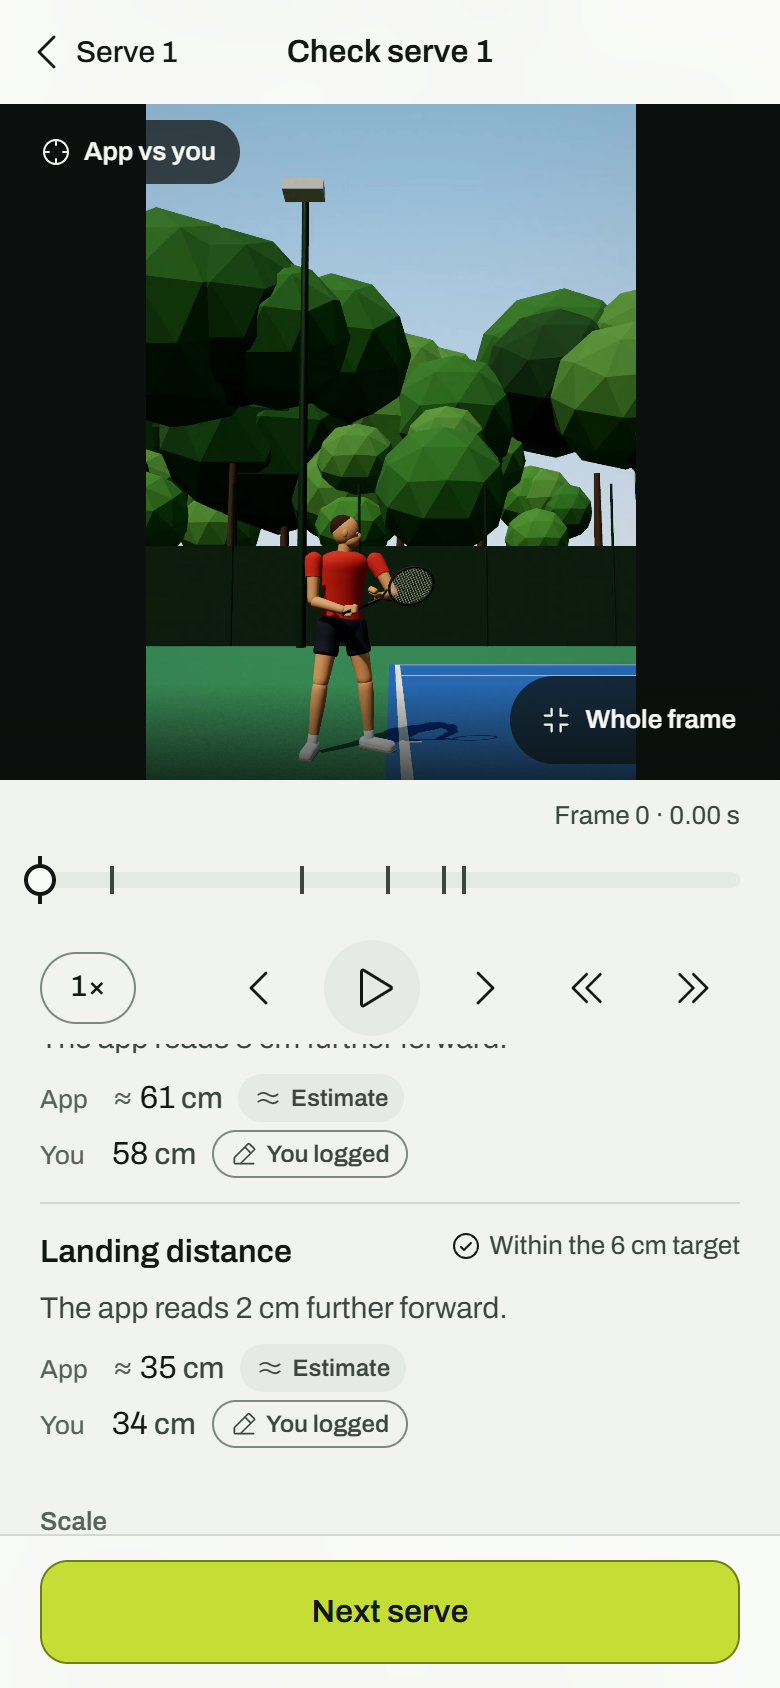 Serve 1
Check serve 1
App vs you
Whole frame
Frame 0 · 0.00 s
1×
further forward.
App ≈ 61 cm Estimate
You 58 cm You logged
Landing distance
Within the 6 cm target
The app reads 2 cm further forward.
App ≈ 35 cm Estimate
You 34 cm You logged
Scale
Next serve